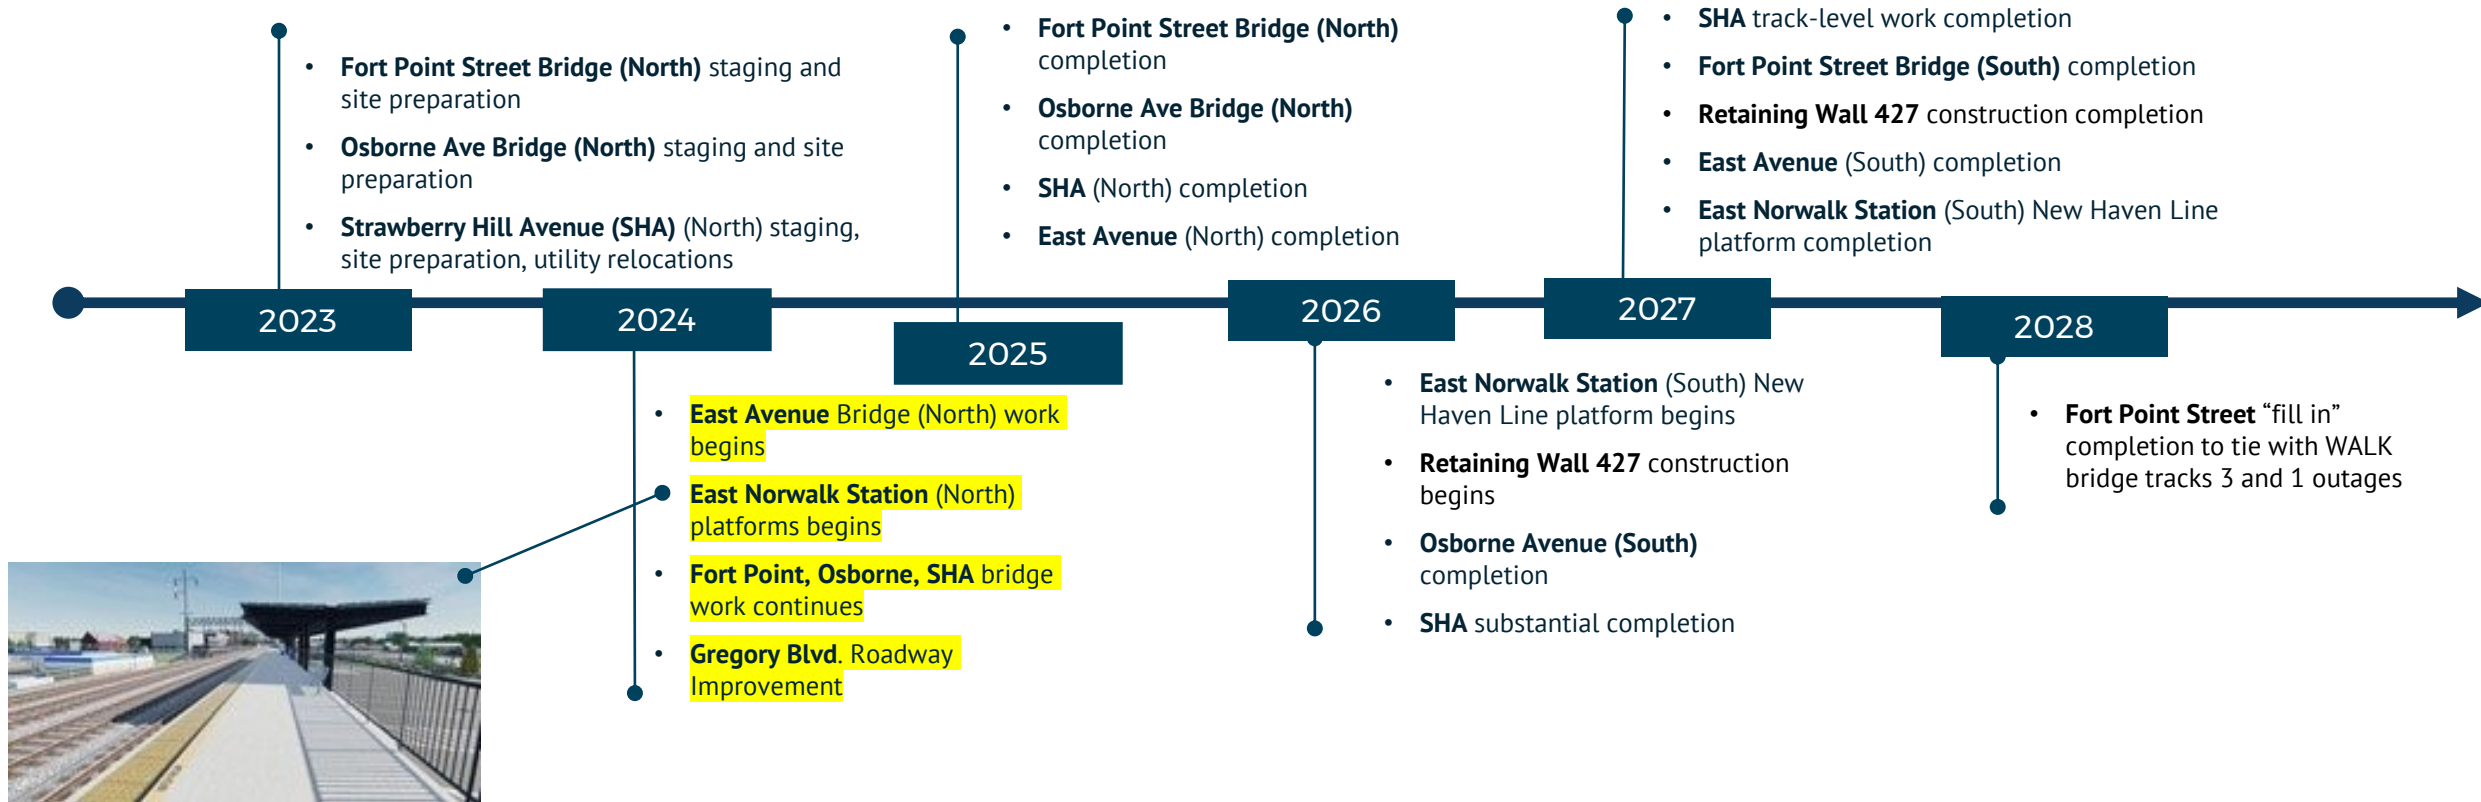 • Fort Point Street Bridge (North) staging and
site preparation
• Osborne Ave Bridge (North) staging and site
preparation
• Strawberry Hill Avenue (SHA) (North) staging,
site preparation, utility relocations
• Fort Point Street Bridge (North)
completion
• Osborne Ave Bridge (North)
completion
• SHA (North) completion
• East Avenue (North) completion
• SHA track-level work completion
• Fort Point Street Bridge (South) completion
• Retaining Wall 427 construction completion
• East Avenue (South) completion
• East Norwalk Station (South) New Haven Line
platform completion
2023
2024
2025
2026
2027
2028
• East Avenue Bridge (North) work
begins
• East Norwalk Station (North)
platforms begins
• Fort Point, Osborne, SHA bridge
work continues
• Gregory Blvd. Roadway
Improvement
• East Norwalk Station (South) New
Haven Line platform begins
• Retaining Wall 427 construction
begins
• Osborne Avenue (South)
completion
• SHA substantial completion
• Fort Point Street “fill in”
completion to tie with WALK
bridge tracks 3 and 1 outages